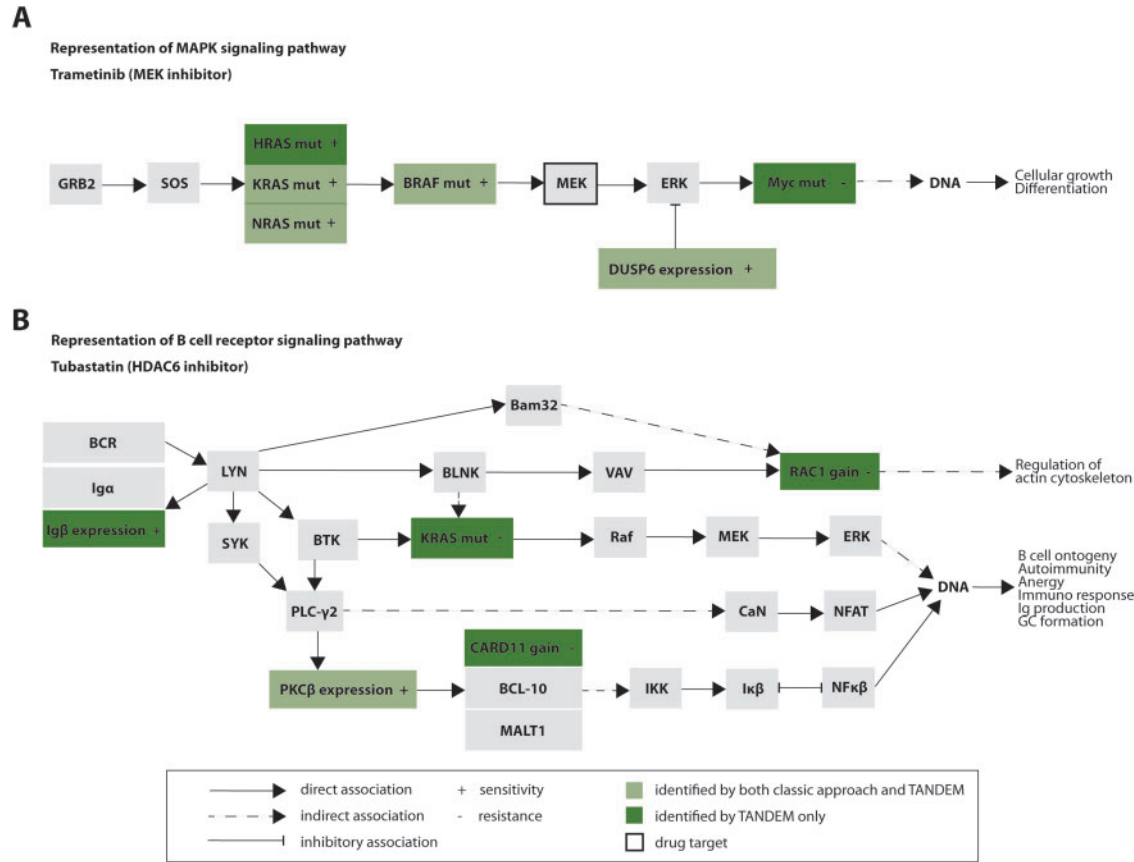 A
Representation of MAPK signaling pathway
Trametinib (MEK inhibitor)
HRAS mut +
GRB2
SOS
KRAS mut +
BRAF mut +
MEK
ERK
Myc mut -
DNA
Cellular growth
Differentiation
NRAS mut +
DUSP6 expression +
B
Representation of B cell receptor signaling pathway
Tubastatin (HDAC6 inhibitor)
Bam32
BCR
LYN
BLNK
VAV
RAC1 gain -
Regulation of
actin cytoskeleton
Igα
Igβ expression +
SYK
BTK
KRAS mut -
Raf
MEK
ERK
DNA
B cell ontogeny
Autoimmunity
Anergy
Immuno response
Ig production
GC formation
PLC-γ2
CaN
NFAT
CARD11 gain -
PKCβ expression +
BCL-10
IKK
Iκβ
NFκβ
MALT1
direct association
+ sensitivity
identified by both classic approach and TANDEM
indirect association
- resistance
identified by TANDEM only
inhibitory association
drug target